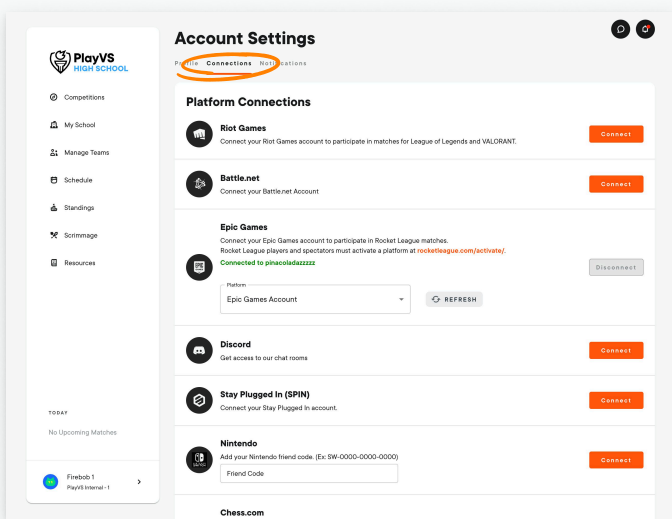 PlayVS
HIGH SCHOOL
Competitions
My School
Manage Teams
Schedule
Standings
Scrimmage
Resources
TODAY
No Upcoming Matches
Firebob 1
PlayVS Internal - 1
Account Settings
Profile Connections Notifications
Platform Connections
Riot Games
Connect your Riot Games account to participate in matches for League of Legends and VALORANT.
Connect
Battle.net
Connect your Battle.net Account
Connect
Epic Games
Connect your Epic Games account to participate in Rocket League matches.
Rocket League players and spectators must activate a platform at rocketleague.com/activate/.
Connected to pinacoladazzzzz
Disconnect
Platform
Epic Games Account
REFRESH
Discord
Get access to our chat rooms
Connect
Stay Plugged In (SPIN)
Connect your Stay Plugged In account.
Connect
Nintendo
Add your Nintendo friend code. (Ex: SW-0000-0000-0000)
Friend Code
Connect
Chess.com